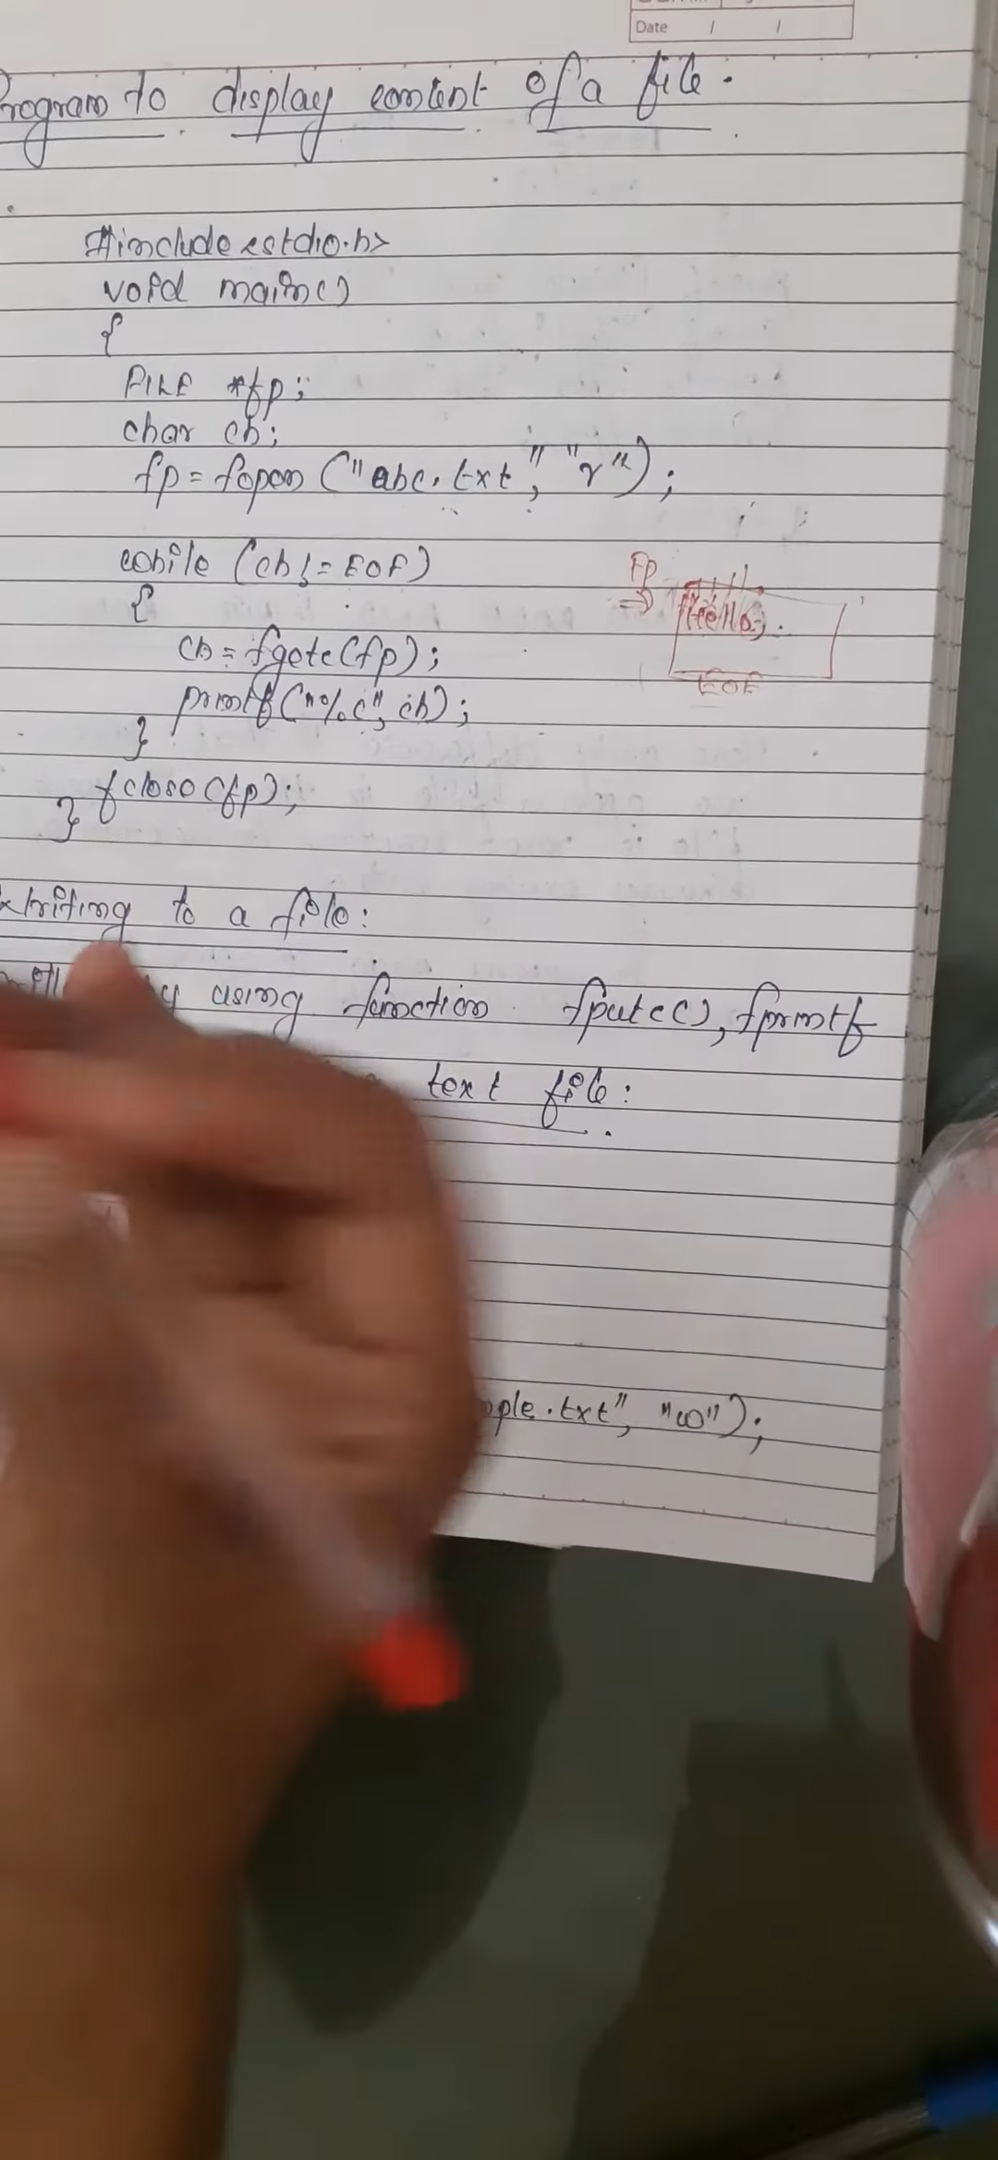 Date / /
Program to display content of a file.
#include <stdio.h>
void main()
{
FILE *fp;
char ch;
fp = fopen ("abc.txt", "r");
while (ch != EOF)
{
ch = fgetc(fp);
printf("%c", ch);
}
fclose(fp);
}
Fp
⇒ Hello
EOF
Writing to a file:
using function fputc(), fprintf
text file:
ple.txt", "w");